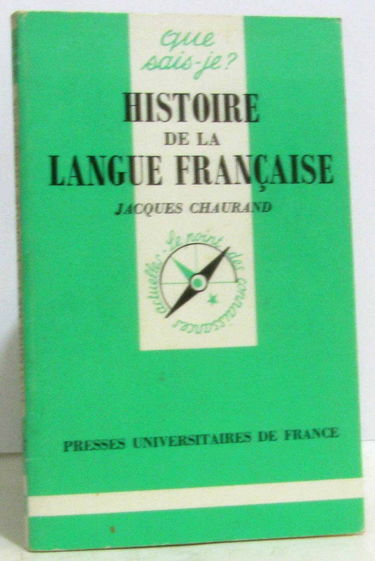 que
sais-je?
HISTOIRE
DE LA
LANGUE FRANÇAISE
JACQUES CHAURAND
le point des connaissances actuelles
PRESSES UNIVERSITAIRES DE FRANCE